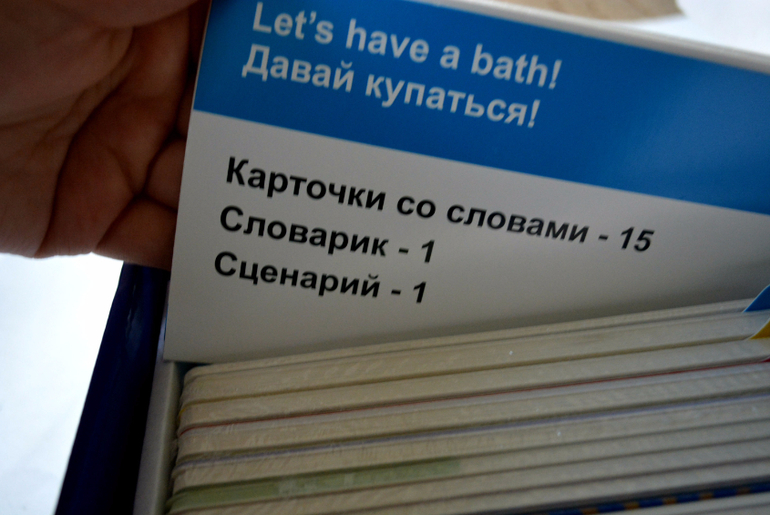 Let's have a bath!
Давай купаться!
Карточки со словами - 15
Словарик - 1
Сценарий - 1